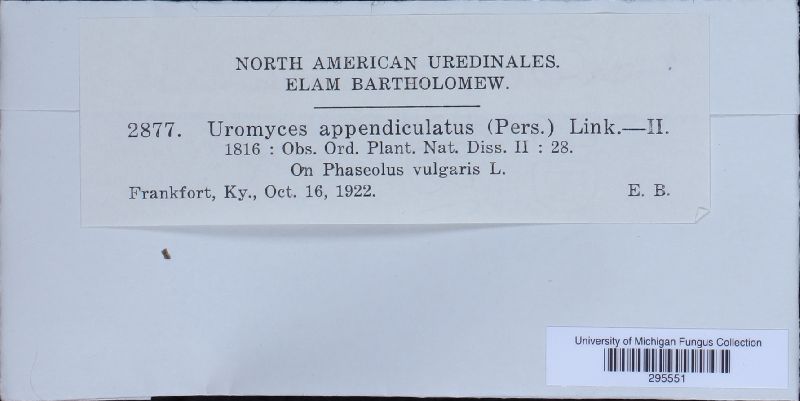 NORTH AMERICAN UREDINALES.
ELAM BARTHOLOMEW.
2877. Uromyces appendiculatus (Pers.) Link.—II.
1816 : Obs. Ord. Plant. Nat. Diss. II : 28.
On Phaseolus vulgaris L.
Frankfort, Ky., Oct. 16, 1922. E. B.
University of Michigan Fungus Collection
295551